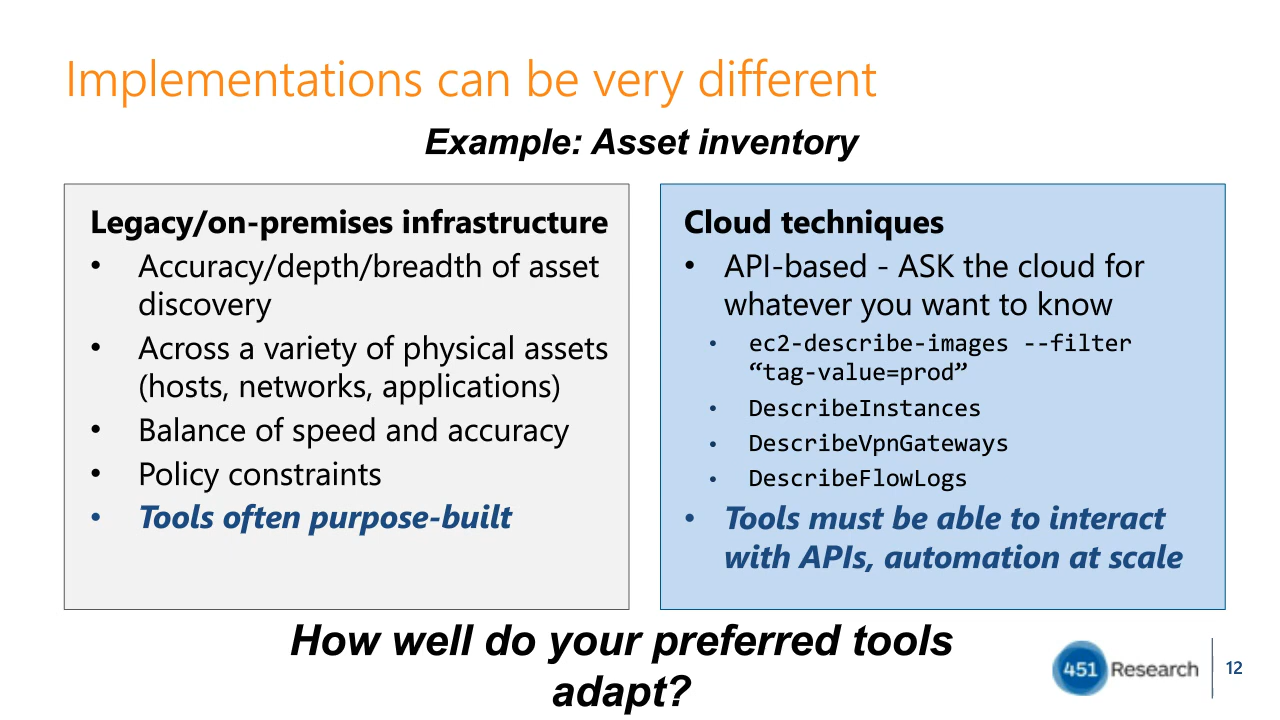 Implementations can be very different
Example: Asset inventory
Legacy/on-premises infrastructure
• Accuracy/depth/breadth of asset
discovery
• Across a variety of physical assets
(hosts, networks, applications)
• Balance of speed and accuracy
• Policy constraints
• Tools often purpose-built
Cloud techniques
• API-based - ASK the cloud for
whatever you want to know
• ec2-describe-images --filter
“tag-value=prod”
• DescribeInstances
• DescribeVpnGateways
• DescribeFlowLogs
• Tools must be able to interact
with APIs, automation at scale
How well do your preferred tools
adapt?
451 Research
12